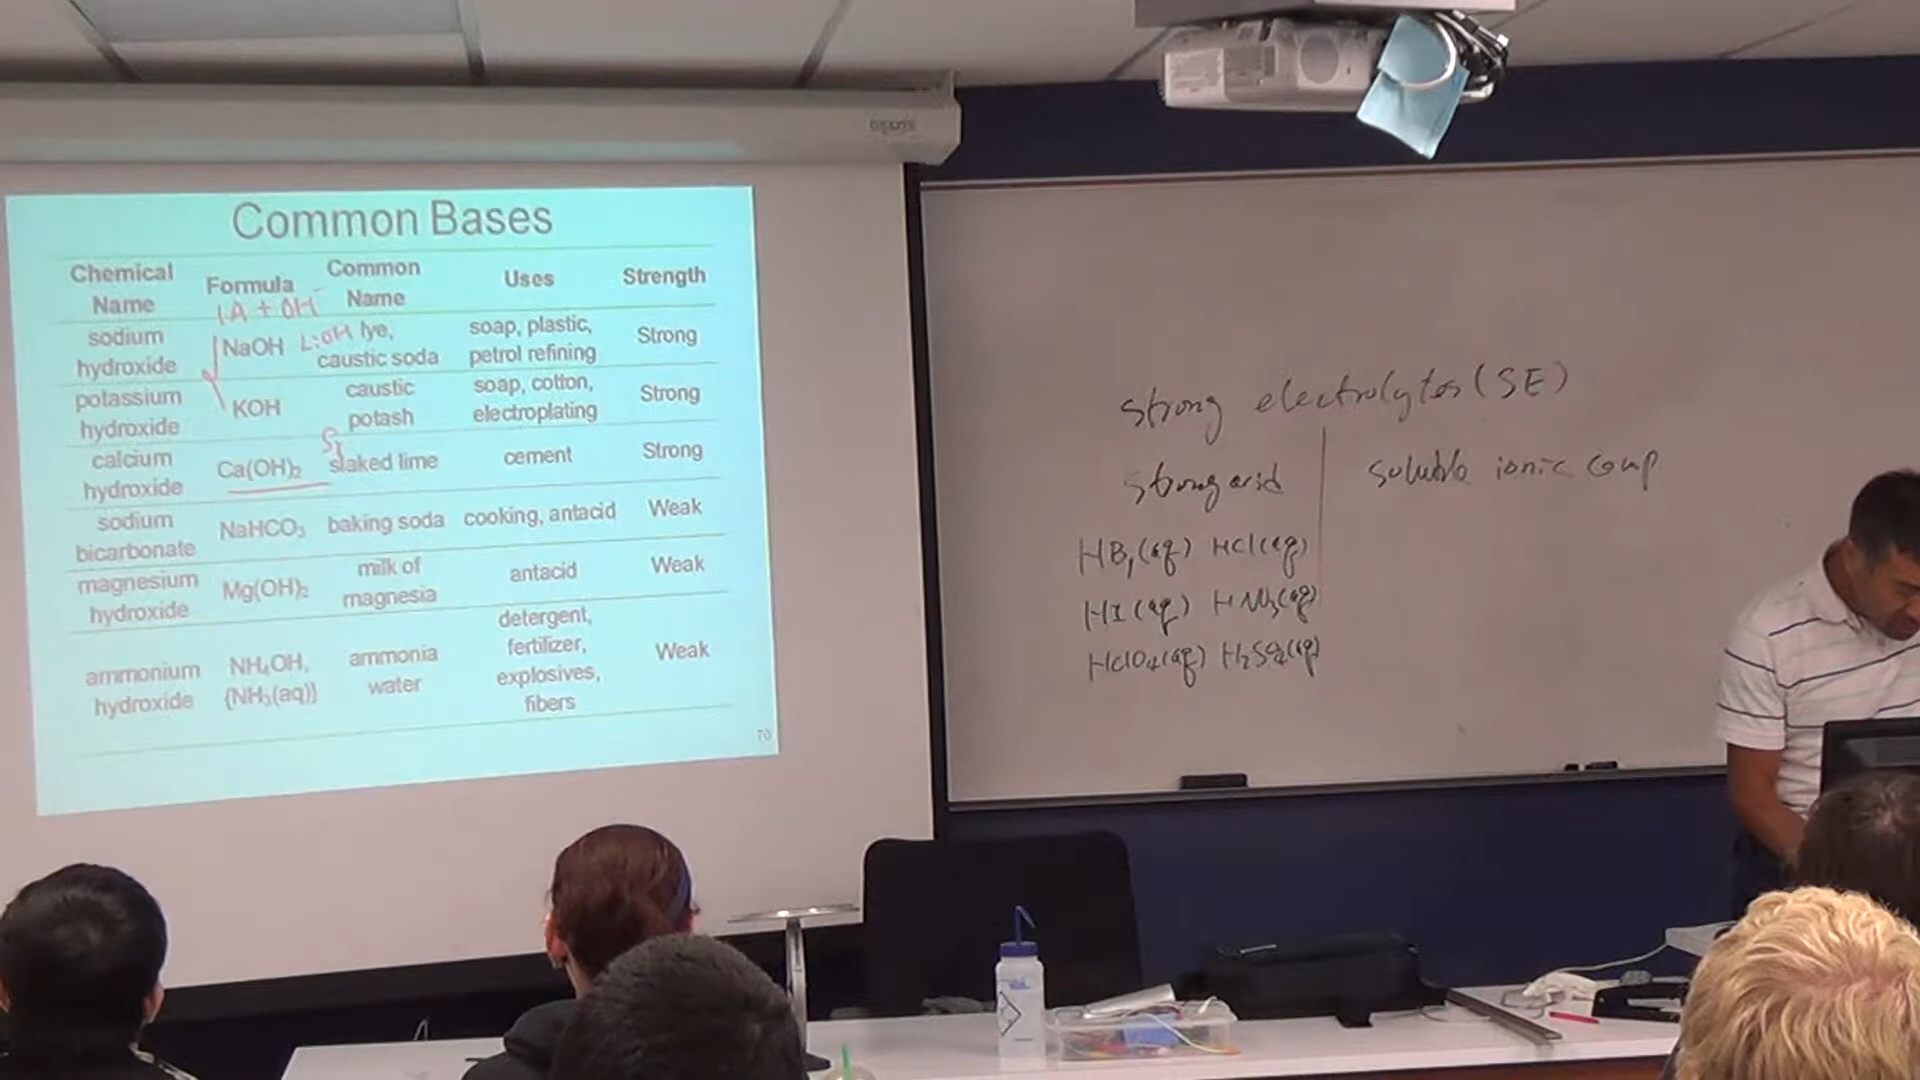 Common Bases
Chemical Name Formula Common Name Uses Strength
1A + OH⁻
sodium hydroxide NaOH LiOH lye, caustic soda soap, plastic, petrol refining Strong
potassium hydroxide KOH caustic potash soap, cotton, electroplating Strong
Sr
calcium hydroxide Ca(OH)₂ slaked lime cement Strong
sodium bicarbonate NaHCO₃ baking soda cooking, antacid Weak
magnesium hydroxide Mg(OH)₂ milk of magnesia antacid Weak
ammonium hydroxide NH₄OH, {NH₃(aq)} ammonia water detergent, fertilizer, explosives, fibers Weak
70
strong electrolytes (SE)
strong acid soluble ionic comp
HBr(aq) HCl(aq)
HI(aq) HNO₃(aq)
HClO₄(aq) H₂SO₄(aq)